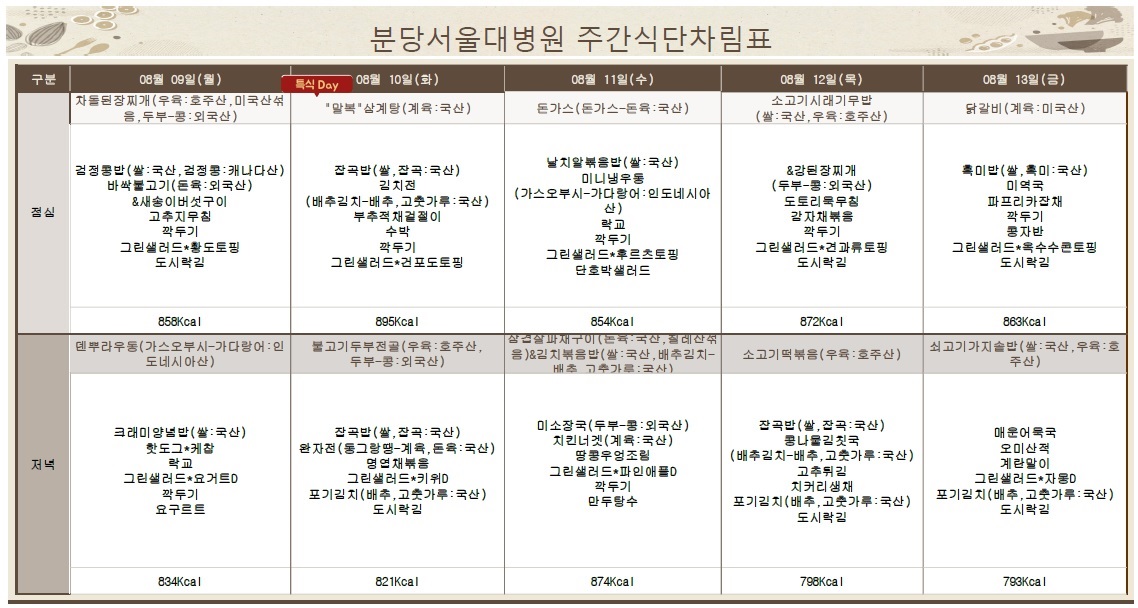 분당서울대병원 주간식단차림표
구분
08월 09일(월)
특식 Day
08월 10일(화)
08월 11일(수)
08월 12일(목)
08월 13일(금)
점심
차돌된장찌개(우육:호주산,미국산섞
음,두부-콩:외국산)
"말복"삼계탕(계육:국산)
돈가스(돈가스-돈육:국산)
소고기시래기무밥
(쌀:국산,우육:호주산)
닭갈비(계육:미국산)
검정콩밥(쌀:국산,검정콩:캐나다산)
바싹불고기(돈육:외국산)
&새송이버섯구이
고추지무침
깍두기
그린샐러드*황도토핑
도시락김
잡곡밥(쌀,잡곡:국산)
김치전
(배추김치-배추,고춧가루:국산)
부추적채겉절이
수박
깍두기
그린샐러드*건포도토핑
날치알볶음밥(쌀:국산)
미니냉우동
(가스오부시-가다랑어:인도네시아
산)
락교
깍두기
그린샐러드*후르츠토핑
단호박샐러드
&강된장찌개
(두부-콩:외국산)
도토리묵무침
감자채볶음
깍두기
그린샐러드*견과류토핑
도시락김
흑미밥(쌀,흑미:국산)
미역국
파프리카잡채
깍두기
콩자반
그린샐러드*옥수수콘토핑
도시락김
858Kcal
895Kcal
854Kcal
872Kcal
863Kcal
저녁
덴뿌라우동(가스오부시-가다랑어:인
도네시아산)
불고기두부전골(우육:호주산,
두부-콩:외국산)
삼겹살파채구이(돈육:국산,칠레산섞
음)&김치볶음밥(쌀:국산,배추김치-
배추,고춧가루:국산)
소고기떡볶음(우육:호주산)
쇠고기가지솥밥(쌀:국산,우육:호
주산)
크래미양념밥(쌀:국산)
핫도그*케찹
락교
그린샐러드*요거트D
깍두기
요구르트
잡곡밥(쌀,잡곡:국산)
완자전(동그랑땡-계육,돈육:국산)
명엽채볶음
그린샐러드*키위D
포기김치(배추,고춧가루:국산)
도시락김
미소장국(두부-콩:외국산)
치킨너겟(계육:국산)
땅콩우엉조림
그린샐러드*파인애플D
깍두기
만두탕수
잡곡밥(쌀,잡곡:국산)
콩나물김칫국
(배추김치-배추,고춧가루:국산)
고추튀김
치커리생채
포기김치(배추,고춧가루:국산)
도시락김
매운어묵국
오미산적
계란말이
그린샐러드*자몽D
포기김치(배추,고춧가루:국산)
도시락김
834Kcal
821Kcal
874Kcal
798Kcal
793Kcal